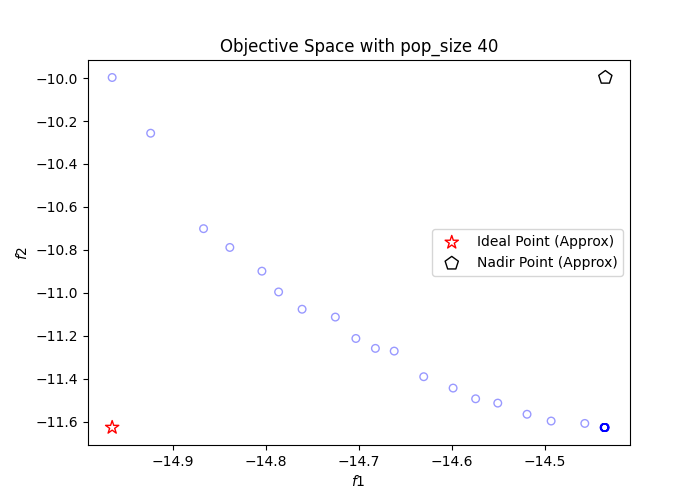 Objective Space with pop_size 40
−10.0
−10.2
−10.4
−10.6
−10.8
−11.0
−11.2
−11.4
−11.6
f2
Ideal Point (Approx)
Nadir Point (Approx)
−14.9 −14.8 −14.7 −14.6 −14.5
f1